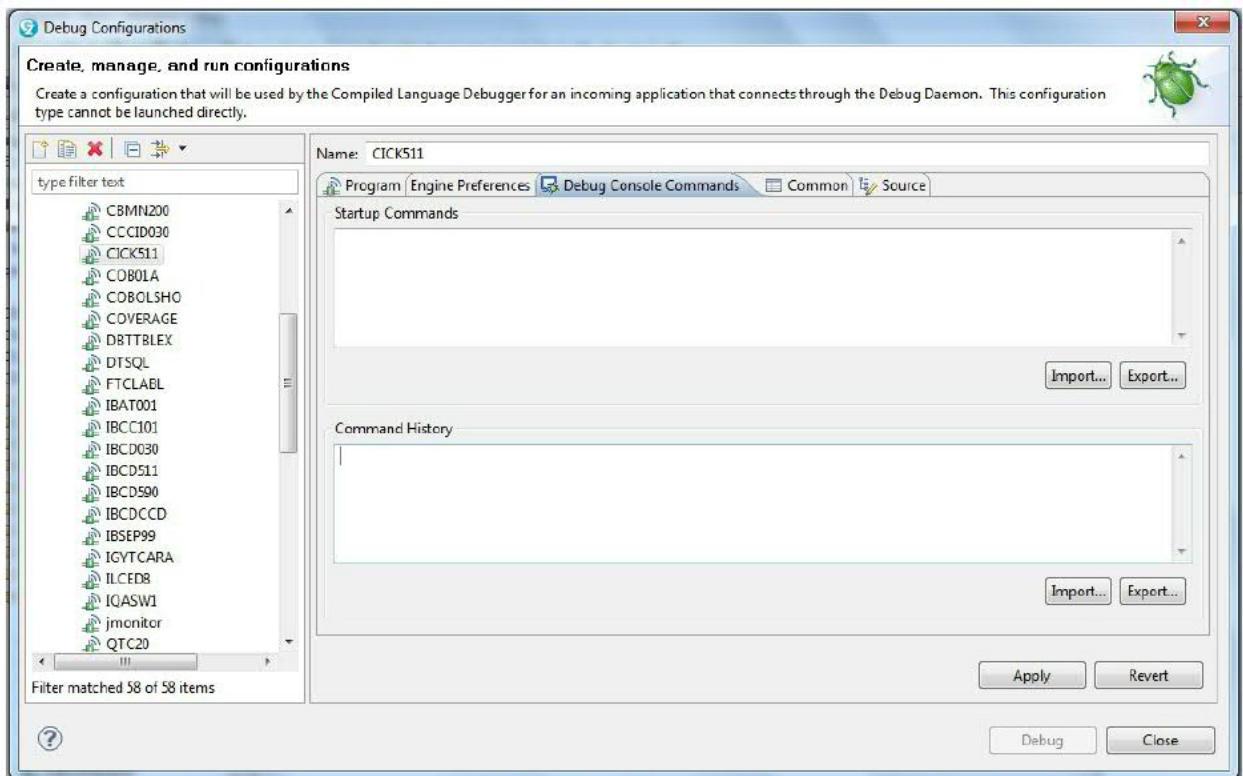 Debug Configurations
Create, manage, and run configurations
Create a configuration that will be used by the Compiled Language Debugger for an incoming application that connects through the Debug Daemon. This configuration
type cannot be launched directly.
type filter text
CBMN200
CCCID030
CICK511
COB01A
COBOLSHO
COVERAGE
DBTTBLEX
DTSQL
FTCLABL
IBAT001
IBCC101
IBCD030
IBCD511
IBCD590
IBCDCCD
IBSEP99
IGYTCARA
ILCED8
IQASW1
jmonitor
QTC20
Filter matched 58 of 58 items
Name: CICK511
Program Engine Preferences Debug Console Commands Common Source
Startup Commands
Import... Export...
Command History
Import... Export...
Apply Revert
Debug Close